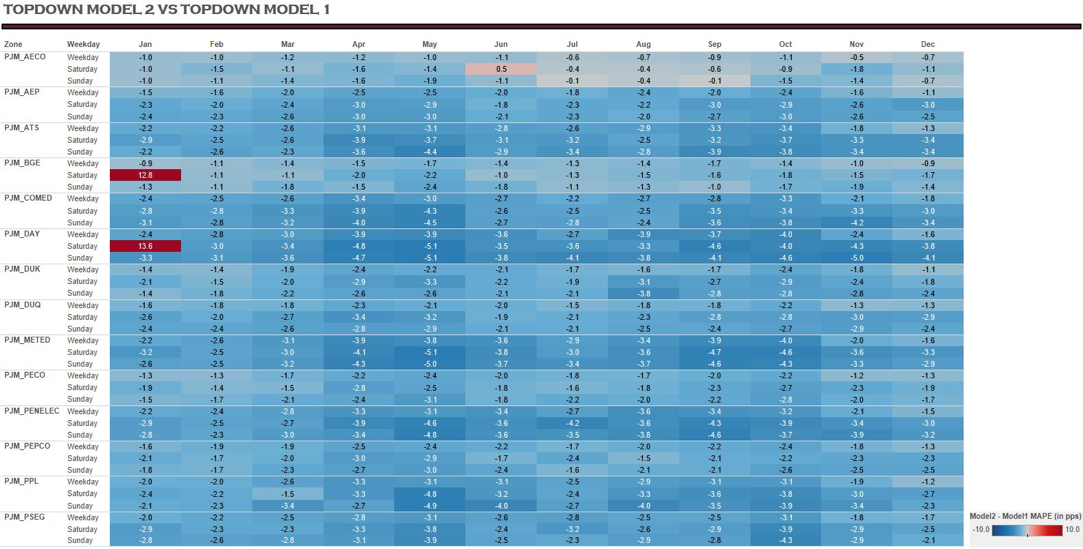 TOPDOWN MODEL 2 VS TOPDOWN MODEL 1
Zone Weekday Jan Feb Mar Apr May Jun Jul Aug Sep Oct Nov Dec
PJM_AECO Weekday -1.0 -1.0 -1.2 -1.2 -1.0 -1.1 -0.6 -0.7 -0.9 -1.1 -0.5 -0.7
Saturday -1.0 -1.5 -1.1 -1.6 -1.4 0.5 -0.4 -0.4 -0.6 -0.9 -1.8 -1.1
Sunday -1.0 -1.1 -1.4 -1.6 -1.9 -1.1 -0.1 -0.4 -0.1 -1.5 -1.4 -0.7
PJM_AEP Weekday -1.5 -1.6 -2.0 -2.5 -2.5 -2.0 -1.8 -2.4 -2.0 -2.4 -1.6 -1.1
Saturday -2.3 -2.0 -2.4 -3.0 -2.9 -1.8 -2.3 -2.2 -3.0 -2.9 -2.6 -3.0
Sunday -2.4 -2.3 -2.6 -3.0 -3.0 -2.1 -2.3 -2.0 -2.7 -3.0 -2.6 -2.5
PJM_ATS Weekday -2.2 -2.2 -2.6 -3.1 -3.1 -2.8 -2.6 -2.9 -3.3 -3.4 -1.8 -1.3
Saturday -2.9 -2.5 -2.6 -3.9 -3.7 -3.1 -3.2 -2.5 -3.2 -3.7 -3.3 -3.4
Sunday -2.2 -2.6 -2.3 -3.6 -4.4 -2.9 -3.4 -2.8 -3.9 -3.8 -3.4 -3.4
PJM_BGE Weekday -0.9 -1.1 -1.4 -1.5 -1.7 -1.4 -1.3 -1.4 -1.7 -1.4 -1.0 -0.9
Saturday 12.8 -1.1 -1.1 -2.0 -2.2 -1.0 -1.3 -0.9 -1.6 -1.8 -1.5 -1.7
Sunday -1.3 -1.1 -1.8 -1.5 -2.4 -1.8 -1.1 -1.3 -1.0 -1.7 -1.9 -1.4
PJM_COMED Weekday -2.4 -2.5 -2.6 -3.4 -3.0 -2.7 -2.2 -2.7 -2.8 -3.3 -2.1 -1.8
Saturday -2.8 -2.8 -3.3 -3.9 -4.3 -2.6 -2.5 -2.5 -3.5 -3.4 -3.3 -3.0
Sunday -3.1 -2.8 -3.2 -4.0 -4.5 -2.7 -2.8 -2.4 -3.6 -3.8 -4.2 -3.4
PJM_DAY Weekday -2.4 -2.8 -3.0 -3.9 -3.9 -3.6 -2.7 -3.9 -3.7 -4.0 -2.4 -1.6
Saturday 13.6 -3.0 -3.4 -4.8 -5.1 -3.5 -3.6 -3.3 -4.6 -4.0 -4.3 -3.8
Sunday -3.3 -3.1 -3.6 -4.7 -5.1 -3.8 -4.1 -3.8 -4.1 -4.6 -5.0 -4.1
PJM_DUK Weekday -1.4 -1.4 -1.9 -2.4 -2.2 -2.1 -1.7 -1.6 -1.7 -2.4 -1.8 -1.1
Saturday -2.1 -1.5 -2.0 -2.9 -3.3 -2.2 -1.9 -3.1 -2.7 -2.9 -2.4 -1.8
Sunday -1.4 -1.8 -2.2 -2.6 -2.6 -2.1 -2.1 -3.8 -2.8 -2.8 -2.8 -2.4
PJM_DUQ Weekday -1.6 -1.8 -1.8 -2.3 -2.1 -2.0 -1.5 -1.8 -1.8 -2.2 -1.3 -1.3
Saturday -2.6 -2.0 -2.7 -3.4 -3.2 -1.9 -2.1 -2.3 -2.8 -2.8 -3.0 -2.9
Sunday -2.4 -2.4 -2.6 -2.8 -2.9 -2.1 -2.1 -2.5 -2.4 -2.7 -2.9 -2.4
PJM_METED Weekday -2.2 -2.6 -3.1 -3.9 -3.8 -3.6 -2.9 -3.4 -3.9 -4.0 -2.0 -1.6
Saturday -3.2 -2.5 -3.0 -4.1 -5.1 -3.8 -3.0 -3.6 -4.7 -4.6 -3.6 -3.3
Sunday -2.6 -2.5 -3.2 -4.3 -5.0 -3.7 -3.4 -3.7 -4.6 -4.3 -3.3 -2.9
PJM_PECO Weekday -1.3 -1.3 -1.7 -2.2 -2.4 -2.1 -1.8 -1.7 -2.0 -2.2 -1.2 -1.3
Saturday -1.9 -1.4 -1.5 -2.8 -2.5 -1.8 -1.6 -1.8 -2.3 -2.7 -2.3 -1.9
Sunday -1.5 -1.7 -2.1 -2.4 -3.1 -1.8 -2.2 -2.0 -2.2 -2.8 -2.0 -1.7
PJM_PENELEC Weekday -2.2 -2.4 -2.8 -3.3 -3.1 -3.4 -2.7 -3.6 -3.4 -3.2 -2.1 -1.5
Saturday -2.9 -2.5 -2.7 -3.9 -4.6 -3.6 -4.2 -3.6 -4.3 -3.9 -3.4 -3.0
Sunday -2.8 -2.3 -3.0 -3.4 -4.8 -3.6 -3.5 -3.8 -4.6 -3.7 -3.9 -3.2
PJM_PEPCO Weekday -1.6 -1.9 -1.9 -2.5 -2.4 -2.2 -1.7 -2.0 -2.2 -2.4 -1.8 -1.3
Saturday -2.1 -1.7 -2.0 -2.9 -3.0 -1.7 -2.4 -1.5 -2.1 -2.2 -2.3 -2.3
Sunday -1.8 -1.7 -2.3 -2.7 -3.0 -2.4 -1.6 -2.1 -2.1 -2.6 -2.5 -2.5
PJM_PPL Weekday -2.0 -2.0 -2.6 -3.3 -3.1 -3.1 -2.5 -2.9 -3.1 -3.1 -1.9 -1.2
Saturday -2.4 -2.2 -1.5 -3.3 -4.8 -3.2 -2.4 -3.3 -3.6 -3.8 -3.0 -2.7
Sunday -2.1 -2.3 -3.4 -2.7 -4.9 -4.0 -2.7 -4.0 -3.5 -3.9 -3.4 -2.3
PJM_PSEG Weekday -2.0 -2.2 -2.5 -2.8 -3.1 -2.6 -2.8 -2.5 -2.5 -3.1 -1.8 -1.7
Saturday -2.9 -2.3 -2.3 -3.3 -3.8 -2.4 -3.2 -2.6 -2.9 -3.9 -2.9 -2.5
Sunday -2.8 -2.6 -2.8 -3.1 -3.9 -2.5 -2.3 -3.0 -2.8 -4.3 -2.9 -2.1
Model2 - Model1 MAPE (in pps)
-10.0 10.0